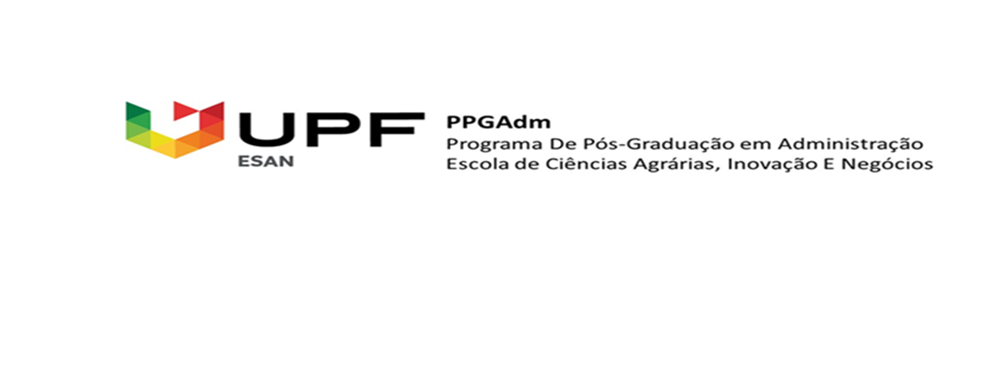 UPF
ESAN
PPGAdm
Programa De Pós-Graduação em Administração
Escola de Ciências Agrárias, Inovação E Negócios